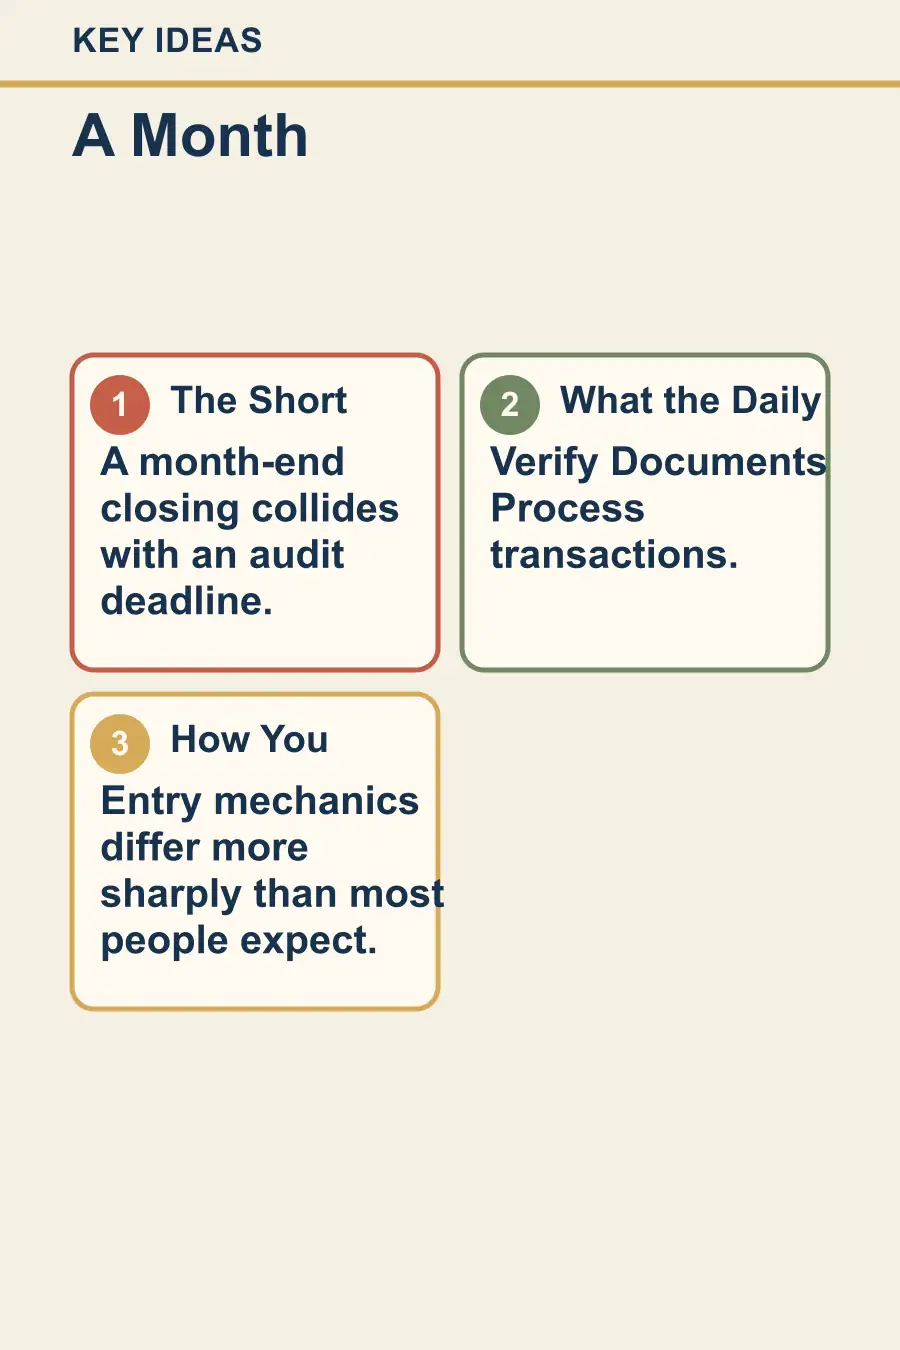 KEY IDEAS
A Month
1 The Short
A month-end
closing collides
with an audit
deadline.
2 What the Daily
Verify Documents
Process
transactions.
3 How You
Entry mechanics
differ more
sharply than most
people expect.